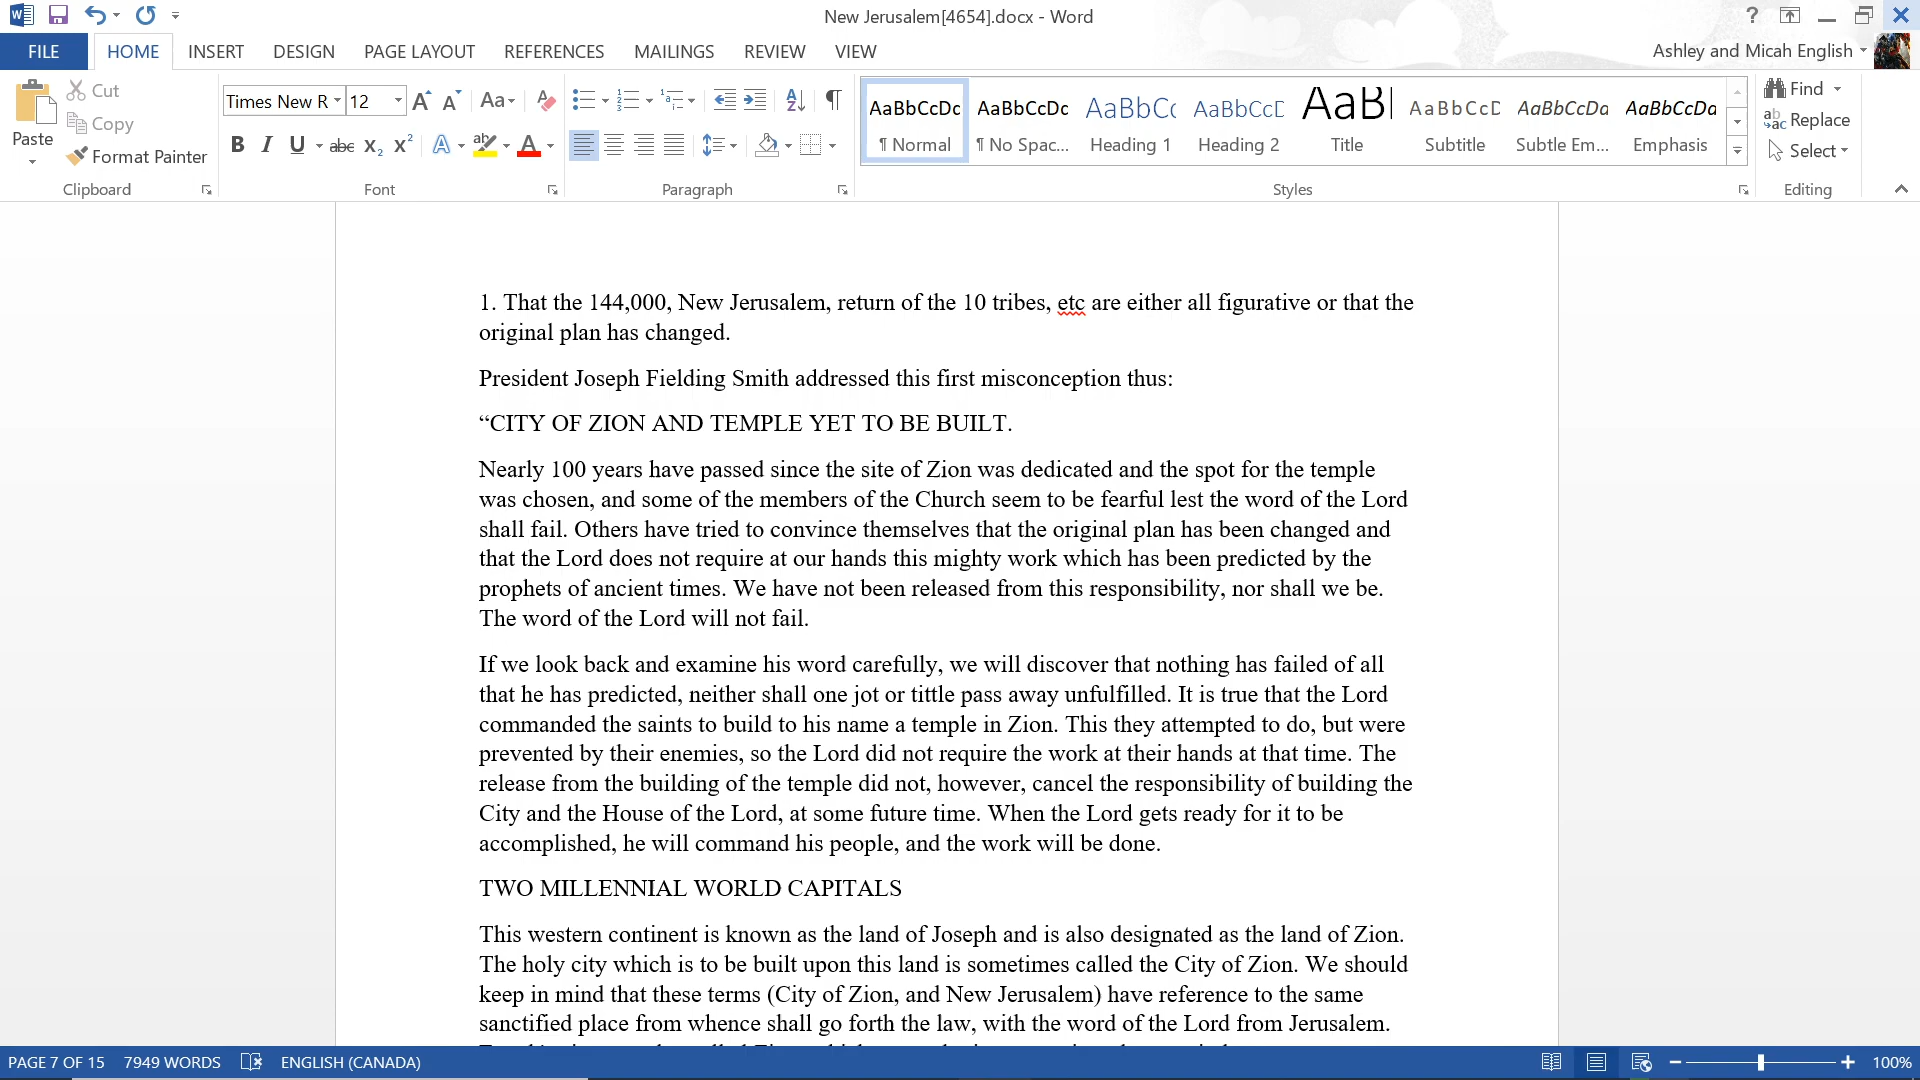 New Jerusalem[4654].docx - Word
?
FILE HOME INSERT DESIGN PAGE LAYOUT REFERENCES MAILINGS REVIEW VIEW
Ashley and Micah English
Paste
Cut
Copy
Format Painter
Clipboard
Times New R 12
Aa
B I U abc X₂ X²
Font
Paragraph
AaBbCcDc AaBbCcDc AaBbCc AaBbCcD AaBl AaBbCcD AaBbCcDa AaBbCcDa
¶ Normal ¶ No Spac... Heading 1 Heading 2 Title Subtitle Subtle Em... Emphasis
Styles
Find
Replace
Select
Editing
1. That the 144,000, New Jerusalem, return of the 10 tribes, etc are either all figurative or that the
original plan has changed.
President Joseph Fielding Smith addressed this first misconception thus:
“CITY OF ZION AND TEMPLE YET TO BE BUILT.
Nearly 100 years have passed since the site of Zion was dedicated and the spot for the temple
was chosen, and some of the members of the Church seem to be fearful lest the word of the Lord
shall fail. Others have tried to convince themselves that the original plan has been changed and
that the Lord does not require at our hands this mighty work which has been predicted by the
prophets of ancient times. We have not been released from this responsibility, nor shall we be.
The word of the Lord will not fail.
If we look back and examine his word carefully, we will discover that nothing has failed of all
that he has predicted, neither shall one jot or tittle pass away unfulfilled. It is true that the Lord
commanded the saints to build to his name a temple in Zion. This they attempted to do, but were
prevented by their enemies, so the Lord did not require the work at their hands at that time. The
release from the building of the temple did not, however, cancel the responsibility of building the
City and the House of the Lord, at some future time. When the Lord gets ready for it to be
accomplished, he will command his people, and the work will be done.
TWO MILLENNIAL WORLD CAPITALS
This western continent is known as the land of Joseph and is also designated as the land of Zion.
The holy city which is to be built upon this land is sometimes called the City of Zion. We should
keep in mind that these terms (City of Zion, and New Jerusalem) have reference to the same
sanctified place from whence shall go forth the law, with the word of the Lord from Jerusalem.
PAGE 7 OF 15 7949 WORDS ENGLISH (CANADA) 100%